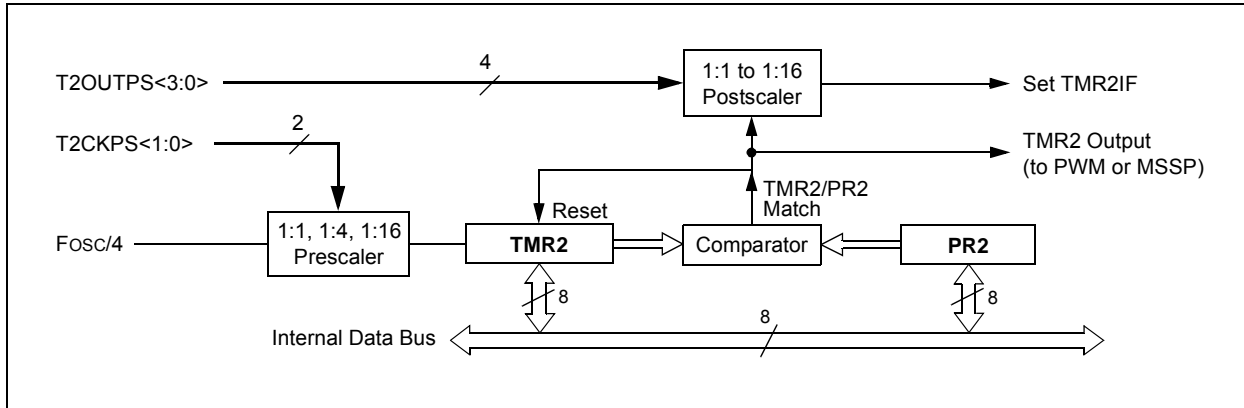 T2OUTPS<3:0>
4
1:1 to 1:16
Postscaler
Set TMR2IF
T2CKPS<1:0>
2
TMR2 Output
(to PWM or MSSP)
TMR2/PR2
Match
Reset
FOSC/4
1:1, 1:4, 1:16
Prescaler
TMR2
Comparator
PR2
8
8
Internal Data Bus
8